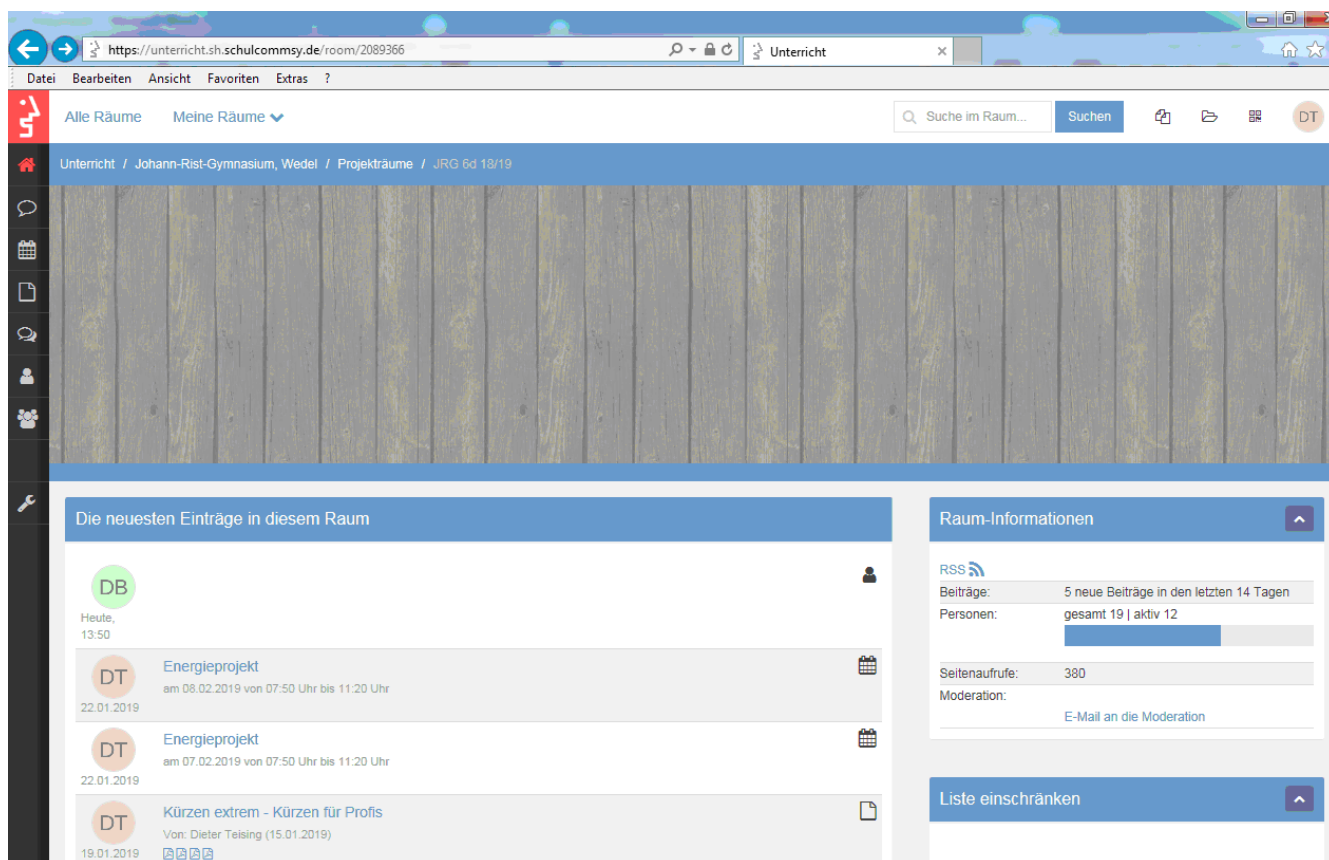 https://unterricht.sh.schulcommsy.de/room/2089366
Unterricht
Datei Bearbeiten Ansicht Favoriten Extras ?
Alle Räume Meine Räume
Suche im Raum... Suchen DT
Unterricht / Johann-Rist-Gymnasium, Wedel / Projekträume / JRG 6d 18/19
Die neuesten Einträge in diesem Raum
DB
Heute,
13:50
DT
22.01.2019
Energieprojekt
am 08.02.2019 von 07:50 Uhr bis 11:20 Uhr
DT
22.01.2019
Energieprojekt
am 07.02.2019 von 07:50 Uhr bis 11:20 Uhr
DT
19.01.2019
Kürzen extrem - Kürzen für Profis
Von: Dieter Teising (15.01.2019)
Raum-Informationen
RSS
Beiträge: 5 neue Beiträge in den letzten 14 Tagen
Personen: gesamt 19 | aktiv 12
Seitenaufrufe: 380
Moderation:
E-Mail an die Moderation
Liste einschränken